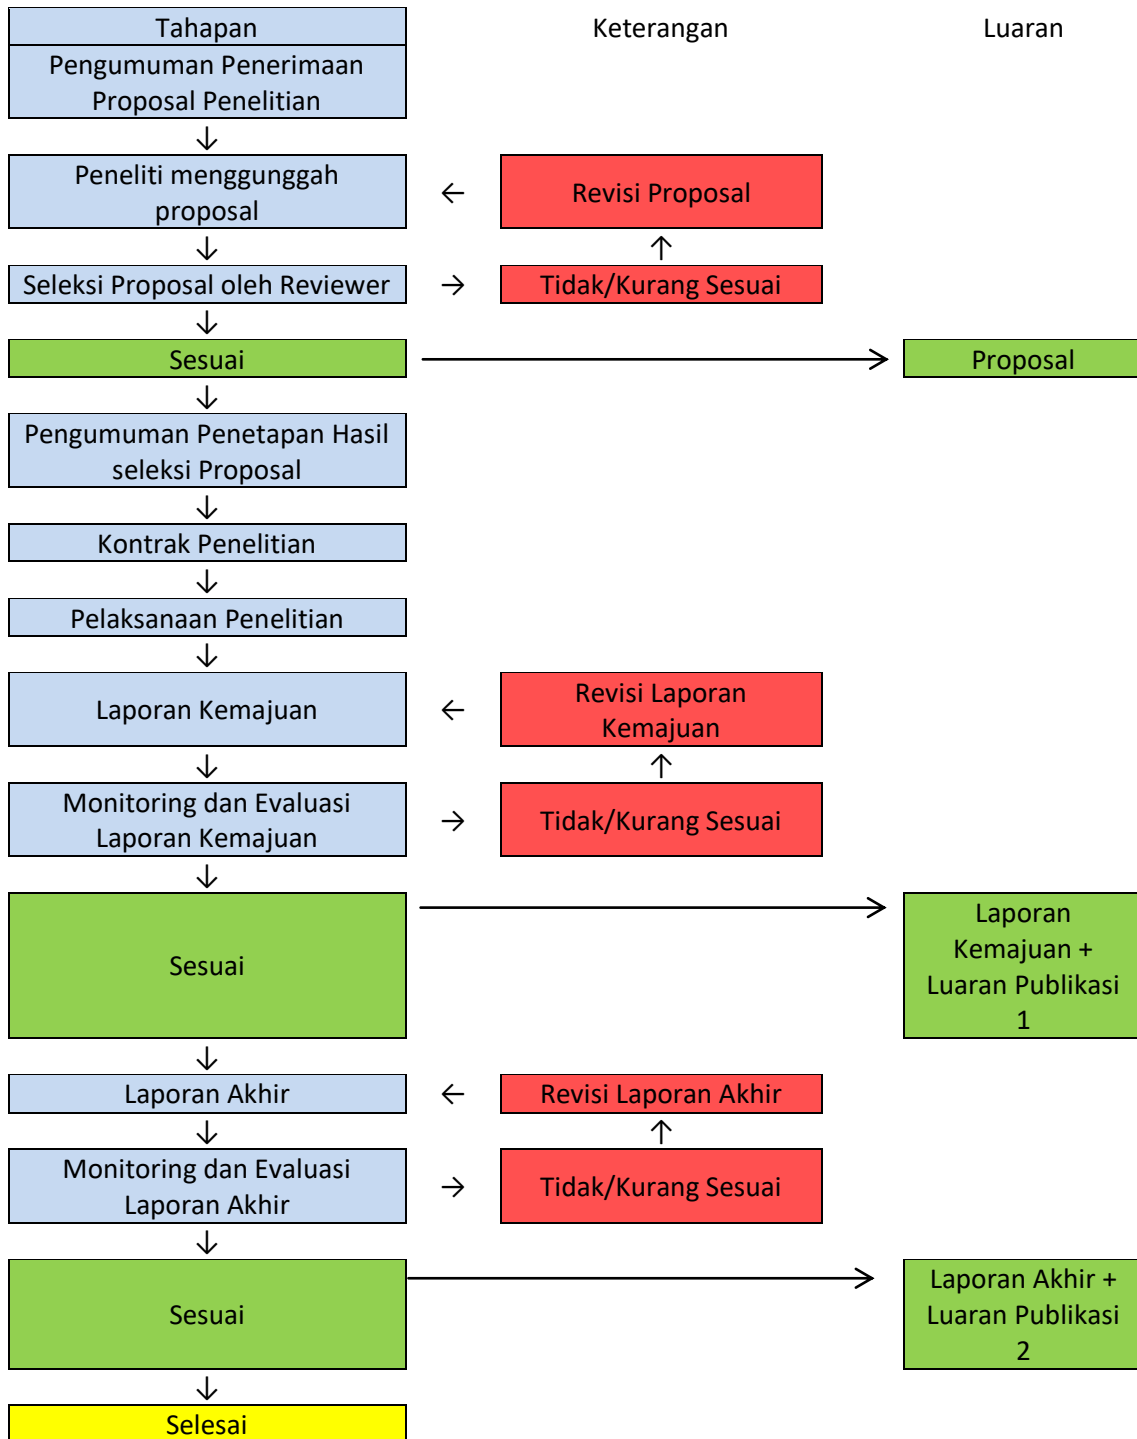 Tahapan
Keterangan
Luaran
Pengumuman Penerimaan
Proposal Penelitian
↓
Peneliti menggunggah
proposal
←
Revisi Proposal
↓
↑
Seleksi Proposal oleh Reviewer
→
Tidak/Kurang Sesuai
↓
Sesuai
Proposal
↓
Pengumuman Penetapan Hasil
seleksi Proposal
↓
Kontrak Penelitian
↓
Pelaksanaan Penelitian
↓
Laporan Kemajuan
←
Revisi Laporan
Kemajuan
↓
↑
Monitoring dan Evaluasi
Laporan Kemajuan
→
Tidak/Kurang Sesuai
↓
Sesuai
Laporan
Kemajuan +
Luaran Publikasi
1
↓
Laporan Akhir
←
Revisi Laporan Akhir
↓
↑
Monitoring dan Evaluasi
Laporan Akhir
→
Tidak/Kurang Sesuai
↓
Sesuai
Laporan Akhir +
Luaran Publikasi
2
↓
Selesai